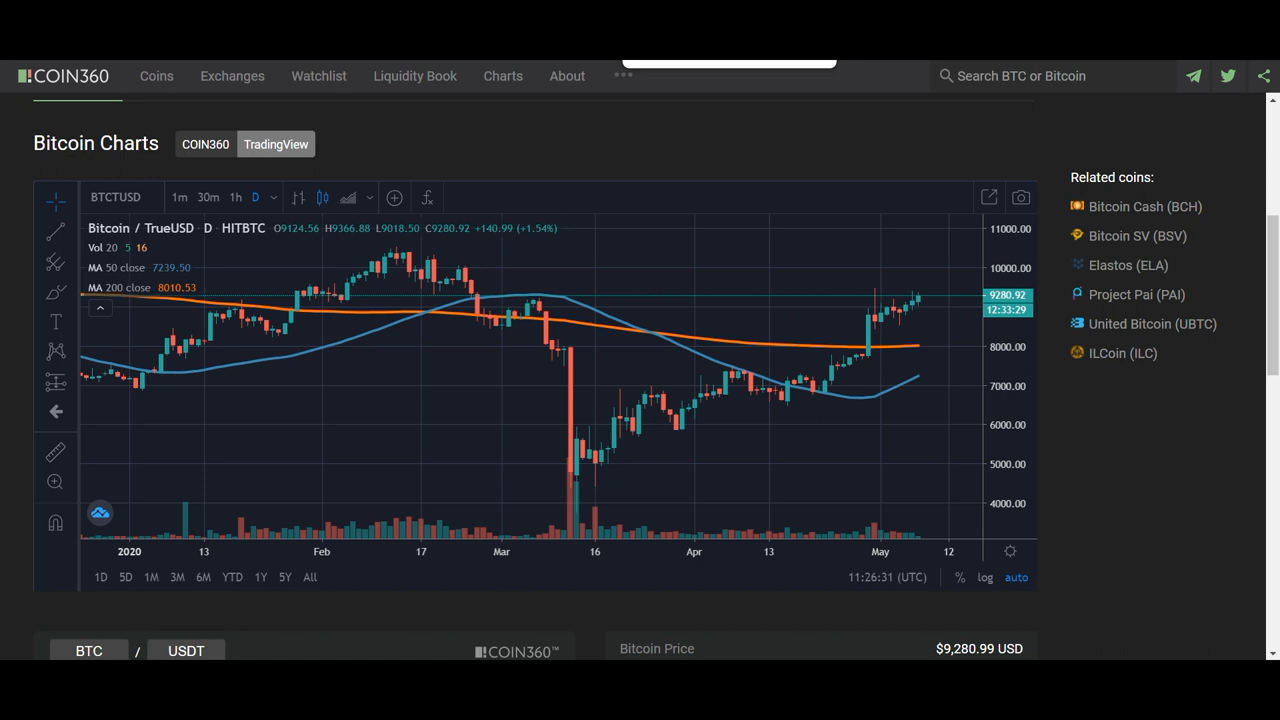 COIN360 Coins Exchanges Watchlist Liquidity Book Charts About ••• Search BTC or Bitcoin
Bitcoin Charts COIN360 TradingView
BTCTUSD 1m 30m 1h D
Bitcoin / TrueUSD · D · HITBTC O9124.56 H9366.88 L9018.50 C9280.92 +140.99 (+1.54%)
Vol 20 5 16
MA 50 close 7239.50
MA 200 close 8010.53
11000.00
10000.00
9280.92
12:33:29
8000.00
7000.00
6000.00
5000.00
4000.00
2020 13 Feb 17 Mar 16 Apr 13 May 12
1D 5D 1M 3M 6M YTD 1Y 5Y All 11:26:31 (UTC) % log auto
Related coins:
Bitcoin Cash (BCH)
Bitcoin SV (BSV)
Elastos (ELA)
Project Pai (PAI)
United Bitcoin (UBTC)
ILCoin (ILC)
BTC / USDT COIN360™ Bitcoin Price $9,280.99 USD